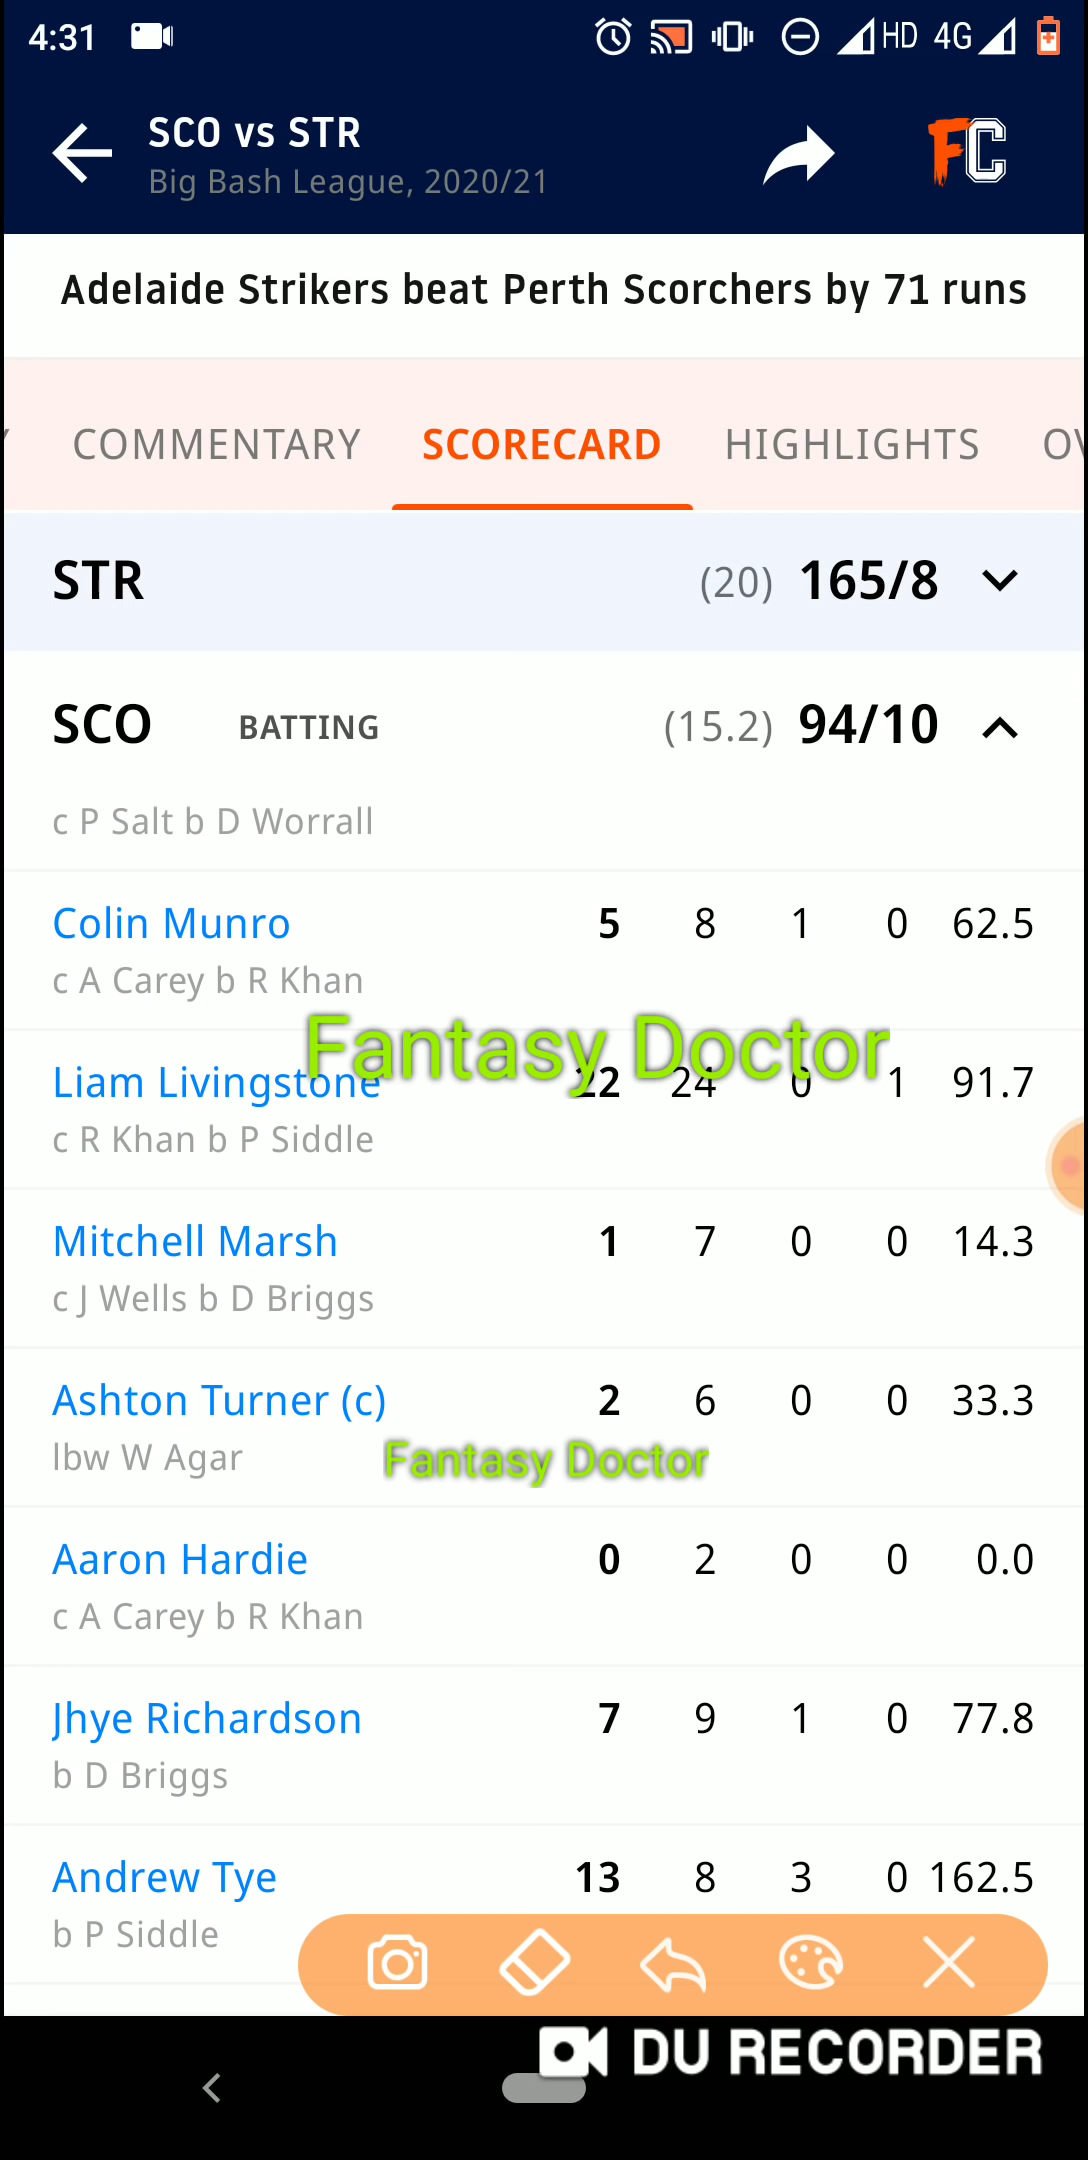 4:31 HD 4G
SCO vs STR
Big Bash League, 2020/21
FC
Adelaide Strikers beat Perth Scorchers by 71 runs
COMMENTARY SCORECARD HIGHLIGHTS
STR (20) 165/8
SCO BATTING (15.2) 94/10
c P Salt b D Worrall
Colin Munro 5 8 1 0 62.5
c A Carey b R Khan
Fantasy Doctor
Liam Livingstone 22 24 0 1 91.7
c R Khan b P Siddle
Mitchell Marsh 1 7 0 0 14.3
c J Wells b D Briggs
Ashton Turner (c) 2 6 0 0 33.3
lbw W Agar
Fantasy Doctor
Aaron Hardie 0 2 0 0 0.0
c A Carey b R Khan
Jhye Richardson 7 9 1 0 77.8
b D Briggs
Andrew Tye 13 8 3 0 162.5
b P Siddle
DU RECORDER